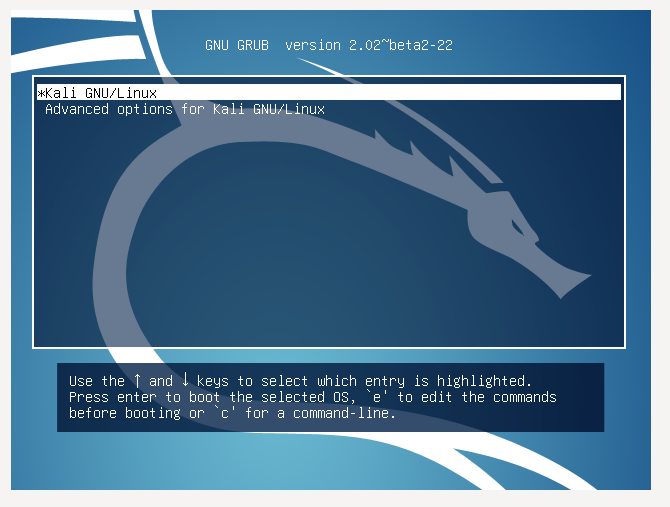 GNU GRUB  version 2.02~beta2-22
*Kali GNU/Linux
Advanced options for Kali GNU/Linux
Use the ↑ and ↓ keys to select which entry is highlighted.
Press enter to boot the selected OS, `e' to edit the commands
before booting or `c' for a command-line.